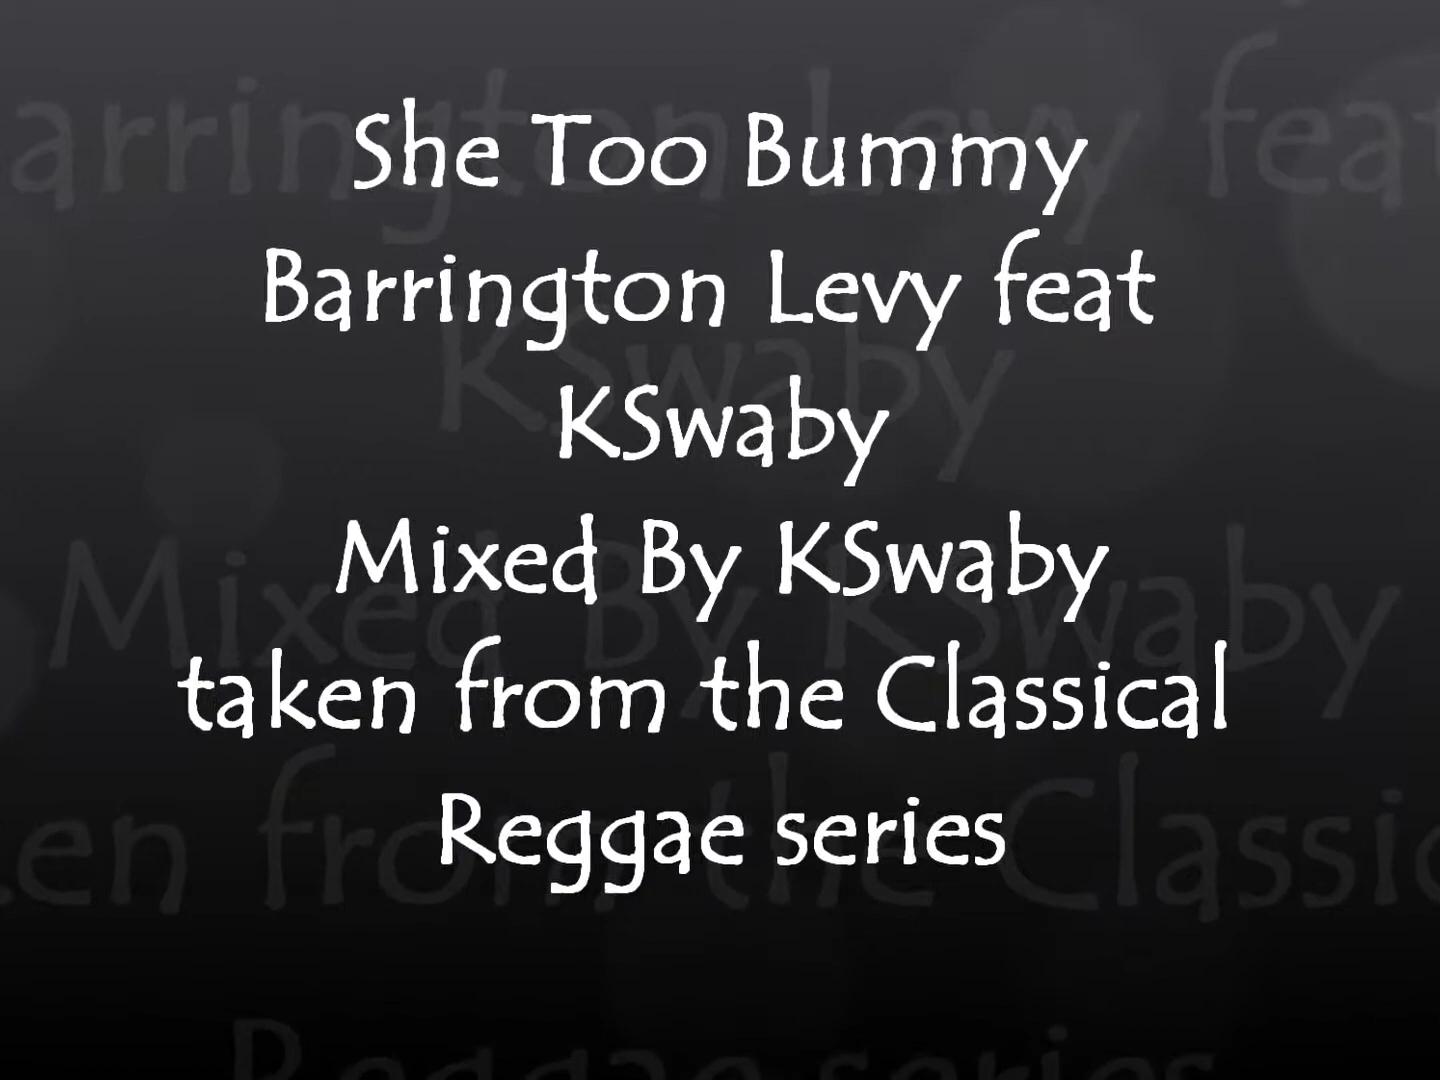 She Too Bummy
Barrington Levy feat
KSwaby
Mixed By KSwaby
taken from the Classical
Reggae series